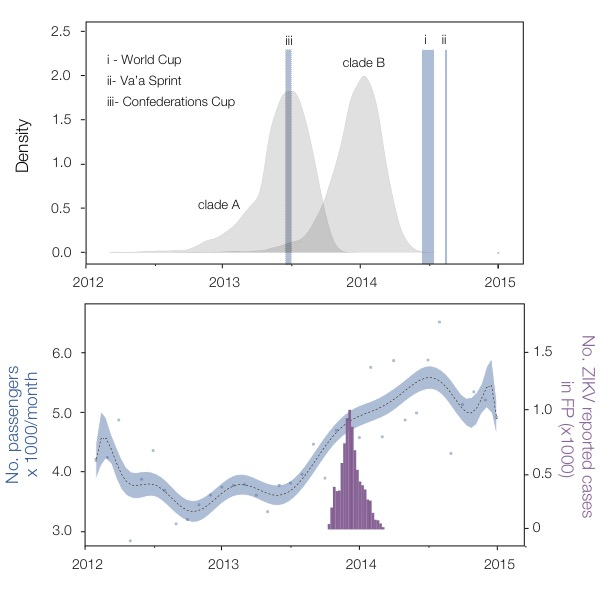 2.5
2.0
1.5
1.0
0.5
0.0
Density
iii
i
ii
i - World Cup
ii- Va'a Sprint
iii- Confederations Cup
clade B
clade A
2012
2013
2014
2015
6.0
5.0
4.0
3.0
No. passengers
x 1000/month
1.5
1.0
0.5
0
No. ZIKV reported cases
in FP (x1000)
2012
2013
2014
2015